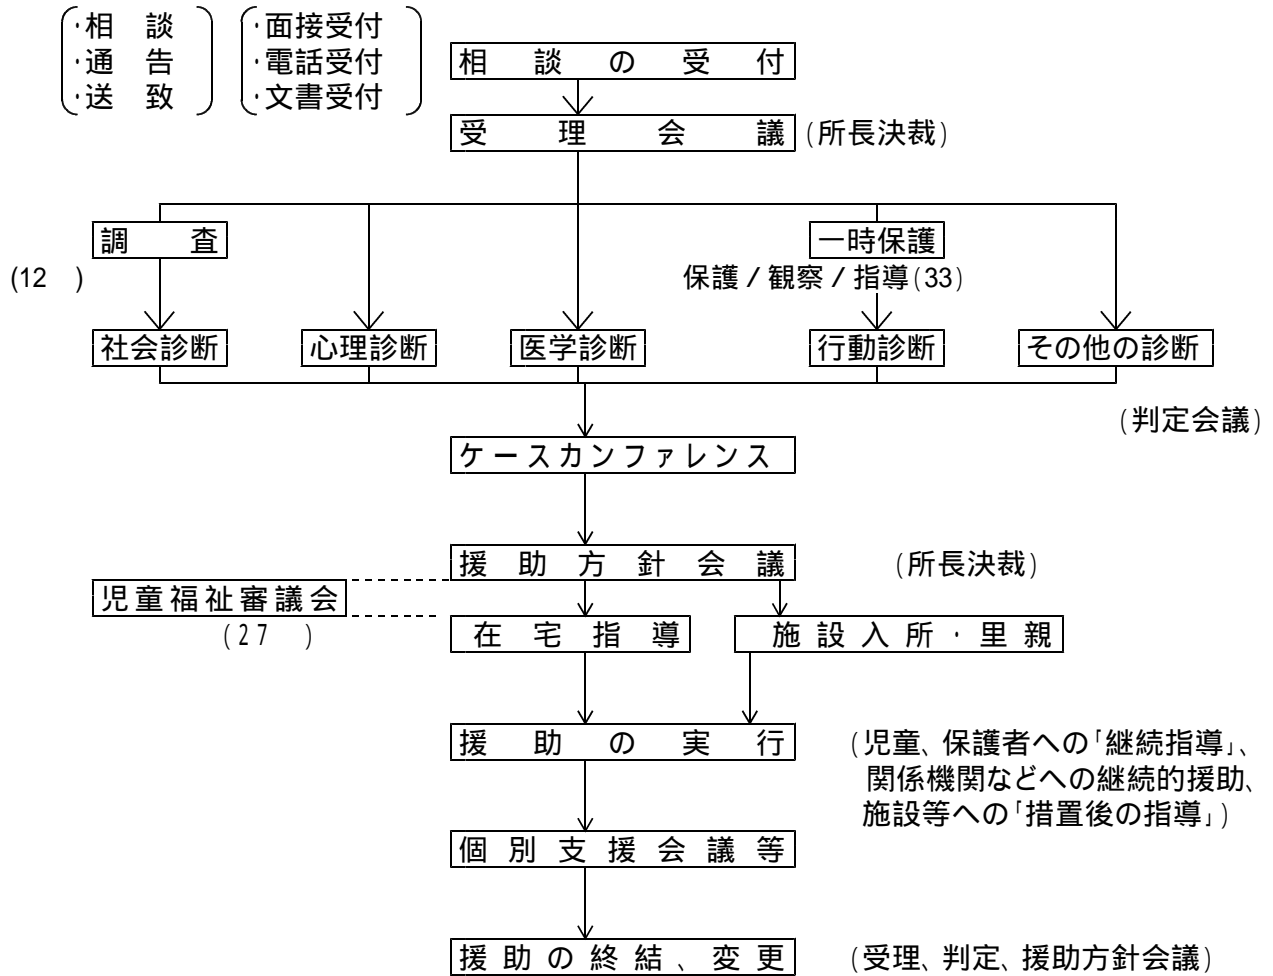 ・相 談
・通 告
・送 致
・面接受付
・電話受付
・文書受付
相談の受付
受理会議 (所長決裁)
調査
一時保護
(12 )
保護/観察/指導(33)
社会診断
心理診断
医学診断
行動診断
その他の診断
(判定会議)
ケースカンファレンス
援助方針会議 (所長決裁)
児童福祉審議会
(27 )
在宅指導
施設入所・里親
援助の実行
(児童、保護者への「継続指導」、
関係機関などへの継続的援助、
施設等への「措置後の指導」)
個別支援会議等
援助の終結、変更 (受理、判定、援助方針会議)